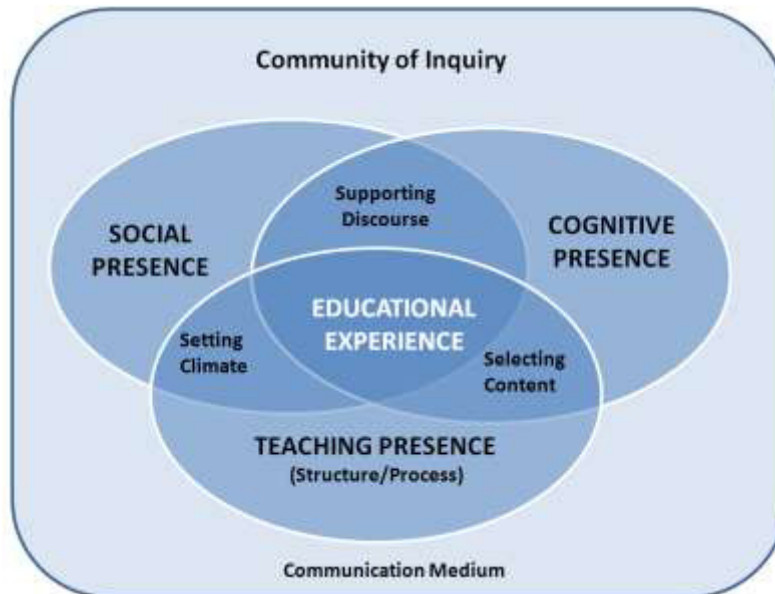 Community of Inquiry
Supporting
Discourse
SOCIAL
PRESENCE
COGNITIVE
PRESENCE
EDUCATIONAL
EXPERIENCE
Setting
Climate
Selecting
Content
TEACHING PRESENCE
(Structure/Process)
Communication Medium